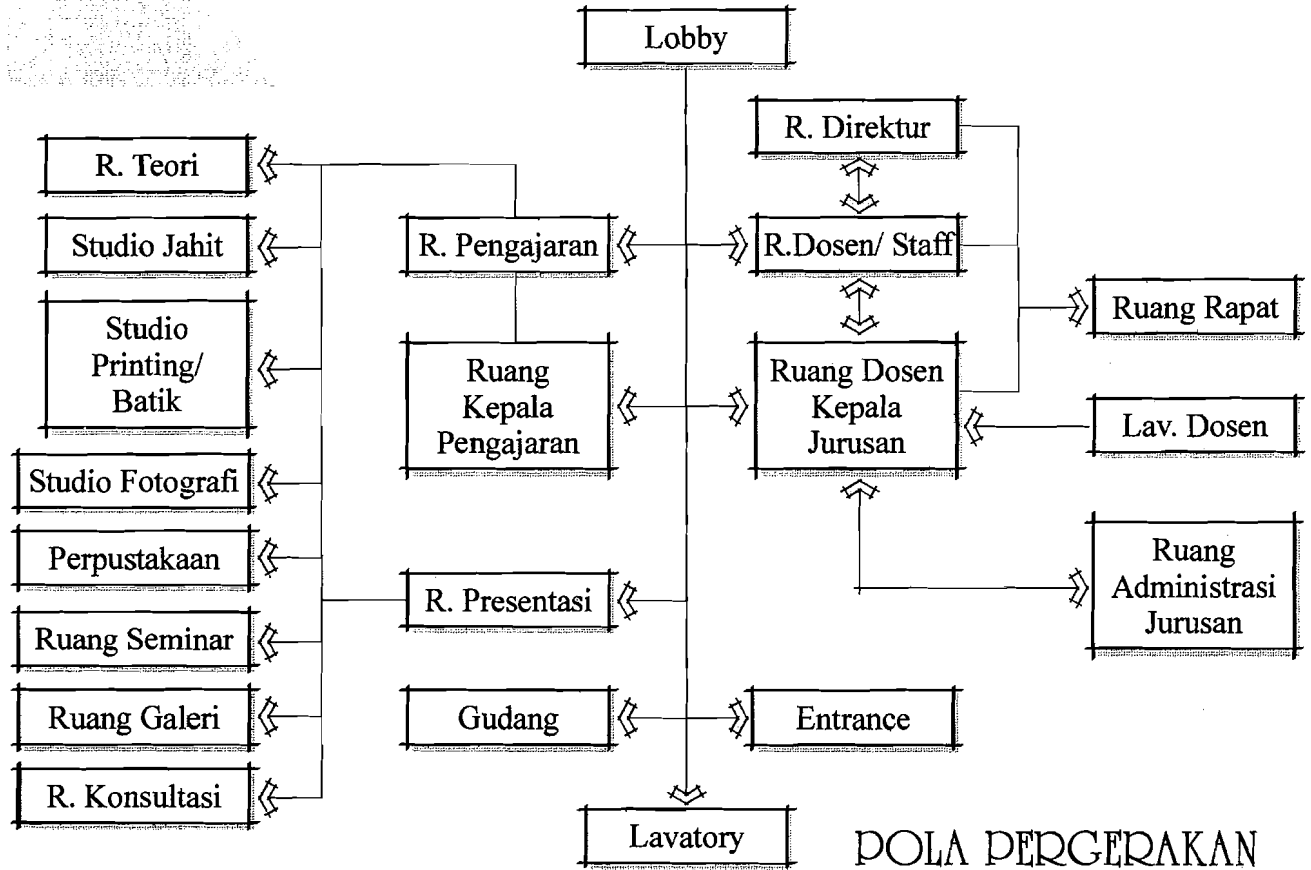 Lobby
R. Direktur
R. Teori
Studio Jahit
R. Pengajaran
R.Dosen/ Staff
Studio
Printing/
Batik
Ruang
Kepala
Pengajaran
Ruang Dosen
Kepala
Jurusan
Ruang Rapat
Lav. Dosen
Studio Fotografi
Perpustakaan
R. Presentasi
Ruang
Administrasi
Jurusan
Ruang Seminar
Ruang Galeri
Gudang
Entrance
R. Konsultasi
Lavatory
POLA PERGERAKAN